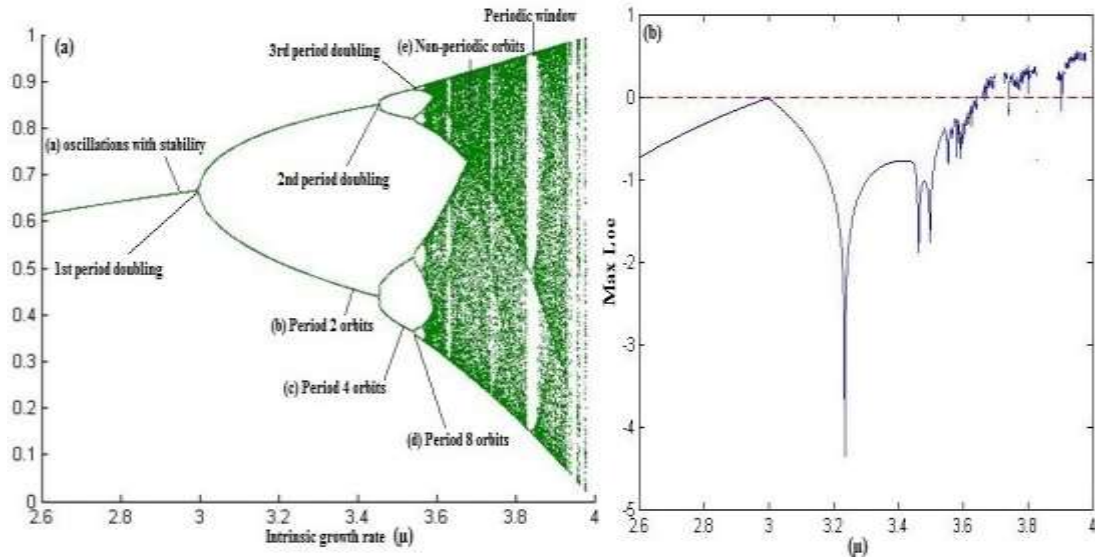 Periodic window
(a)
3rd period doubling
(e) Non-periodic orbits
(a) oscillations with stability
2nd period doubling
1st period doubling
(b) Period 2 orbits
(c) Period 4 orbits
(d) Period 8 orbits
1
0.9
0.8
0.7
0.6
0.5
0.4
0.3
0.2
0.1
0
2.6
2.8
3
3.2
3.4
3.6
3.8
4
Intrinsic growth rate (μ)
(b)
1
0
-1
-2
-3
-4
-5
Max Loe
2.6
3
3.2
3.4
3.6
3.8
4
(μ)